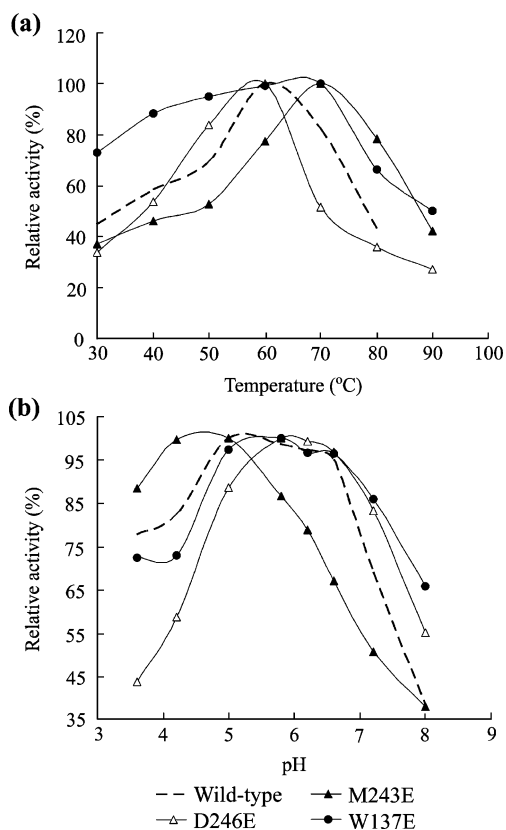 (a)
120
100
80
60
40
20
0
Relative activity (%)
30 40 50 60 70 80 90 100
Temperature (ºC)
(b)
105
95
85
75
65
55
45
35
Relative activity (%)
3 4 5 6 7 8 9
pH
Wild-type M243E
D246E W137E